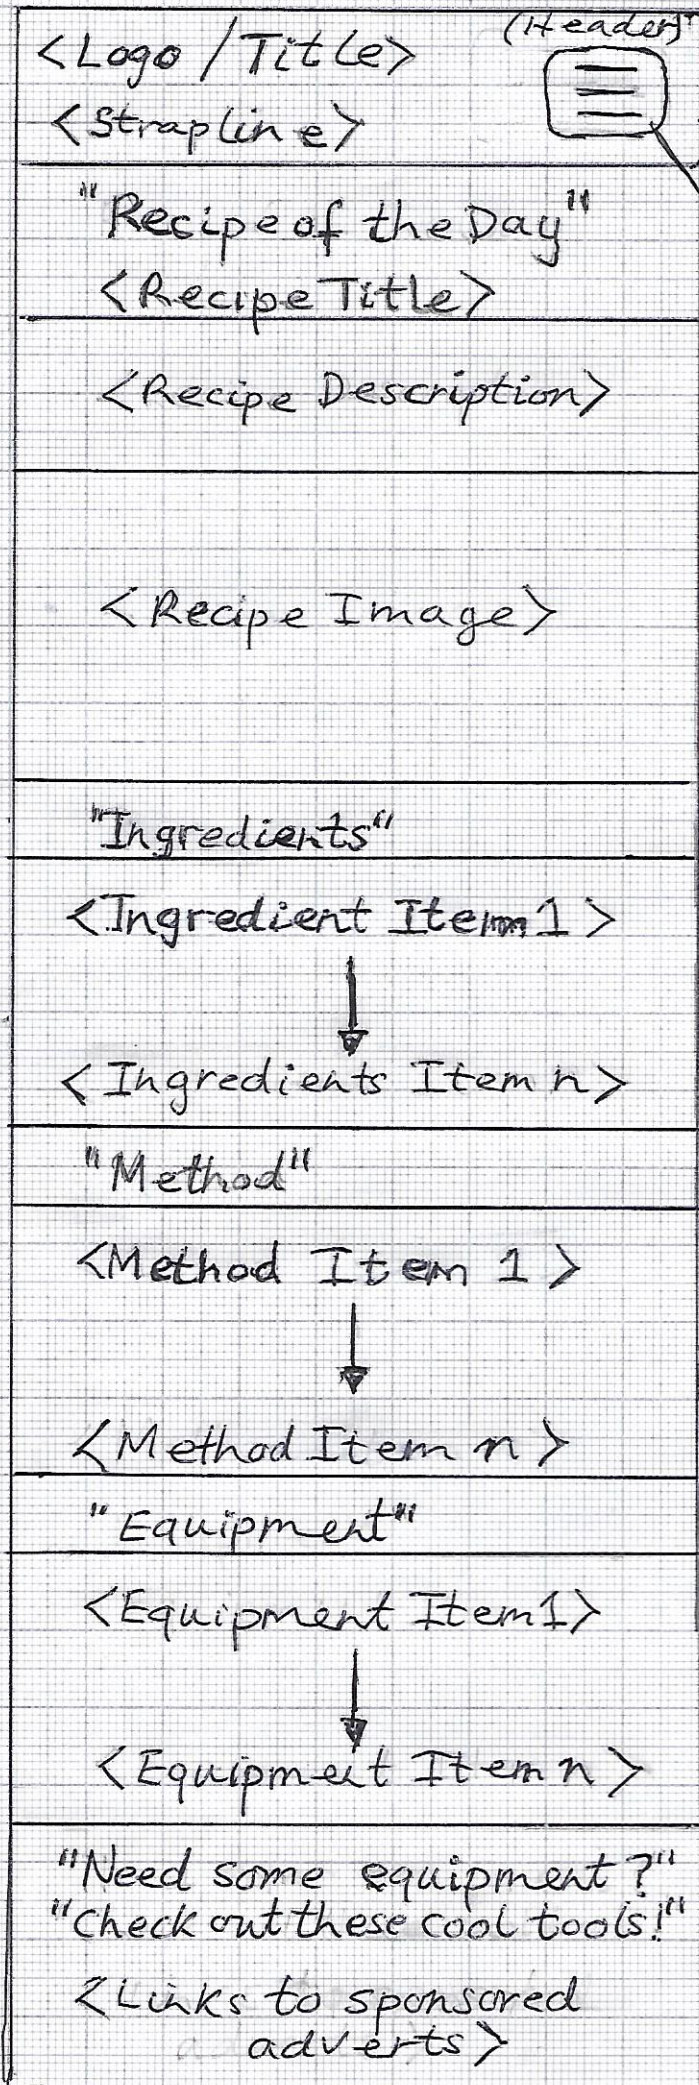 (Header)
<Logo / Title>
<Strapline>
"Recipe of the Day"
<Recipe Title>
<Recipe Description>
<Recipe Image>
"Ingredients"
<Ingredient Item 1>
<Ingredients Item n>
"Method"
<Method Item 1>
<Method Item n>
"Equipment"
<Equipment Item 1>
<Equipment Item n>
"Need some equipment?"
"Check out these cool tools!"
<Links to sponsored
adverts>